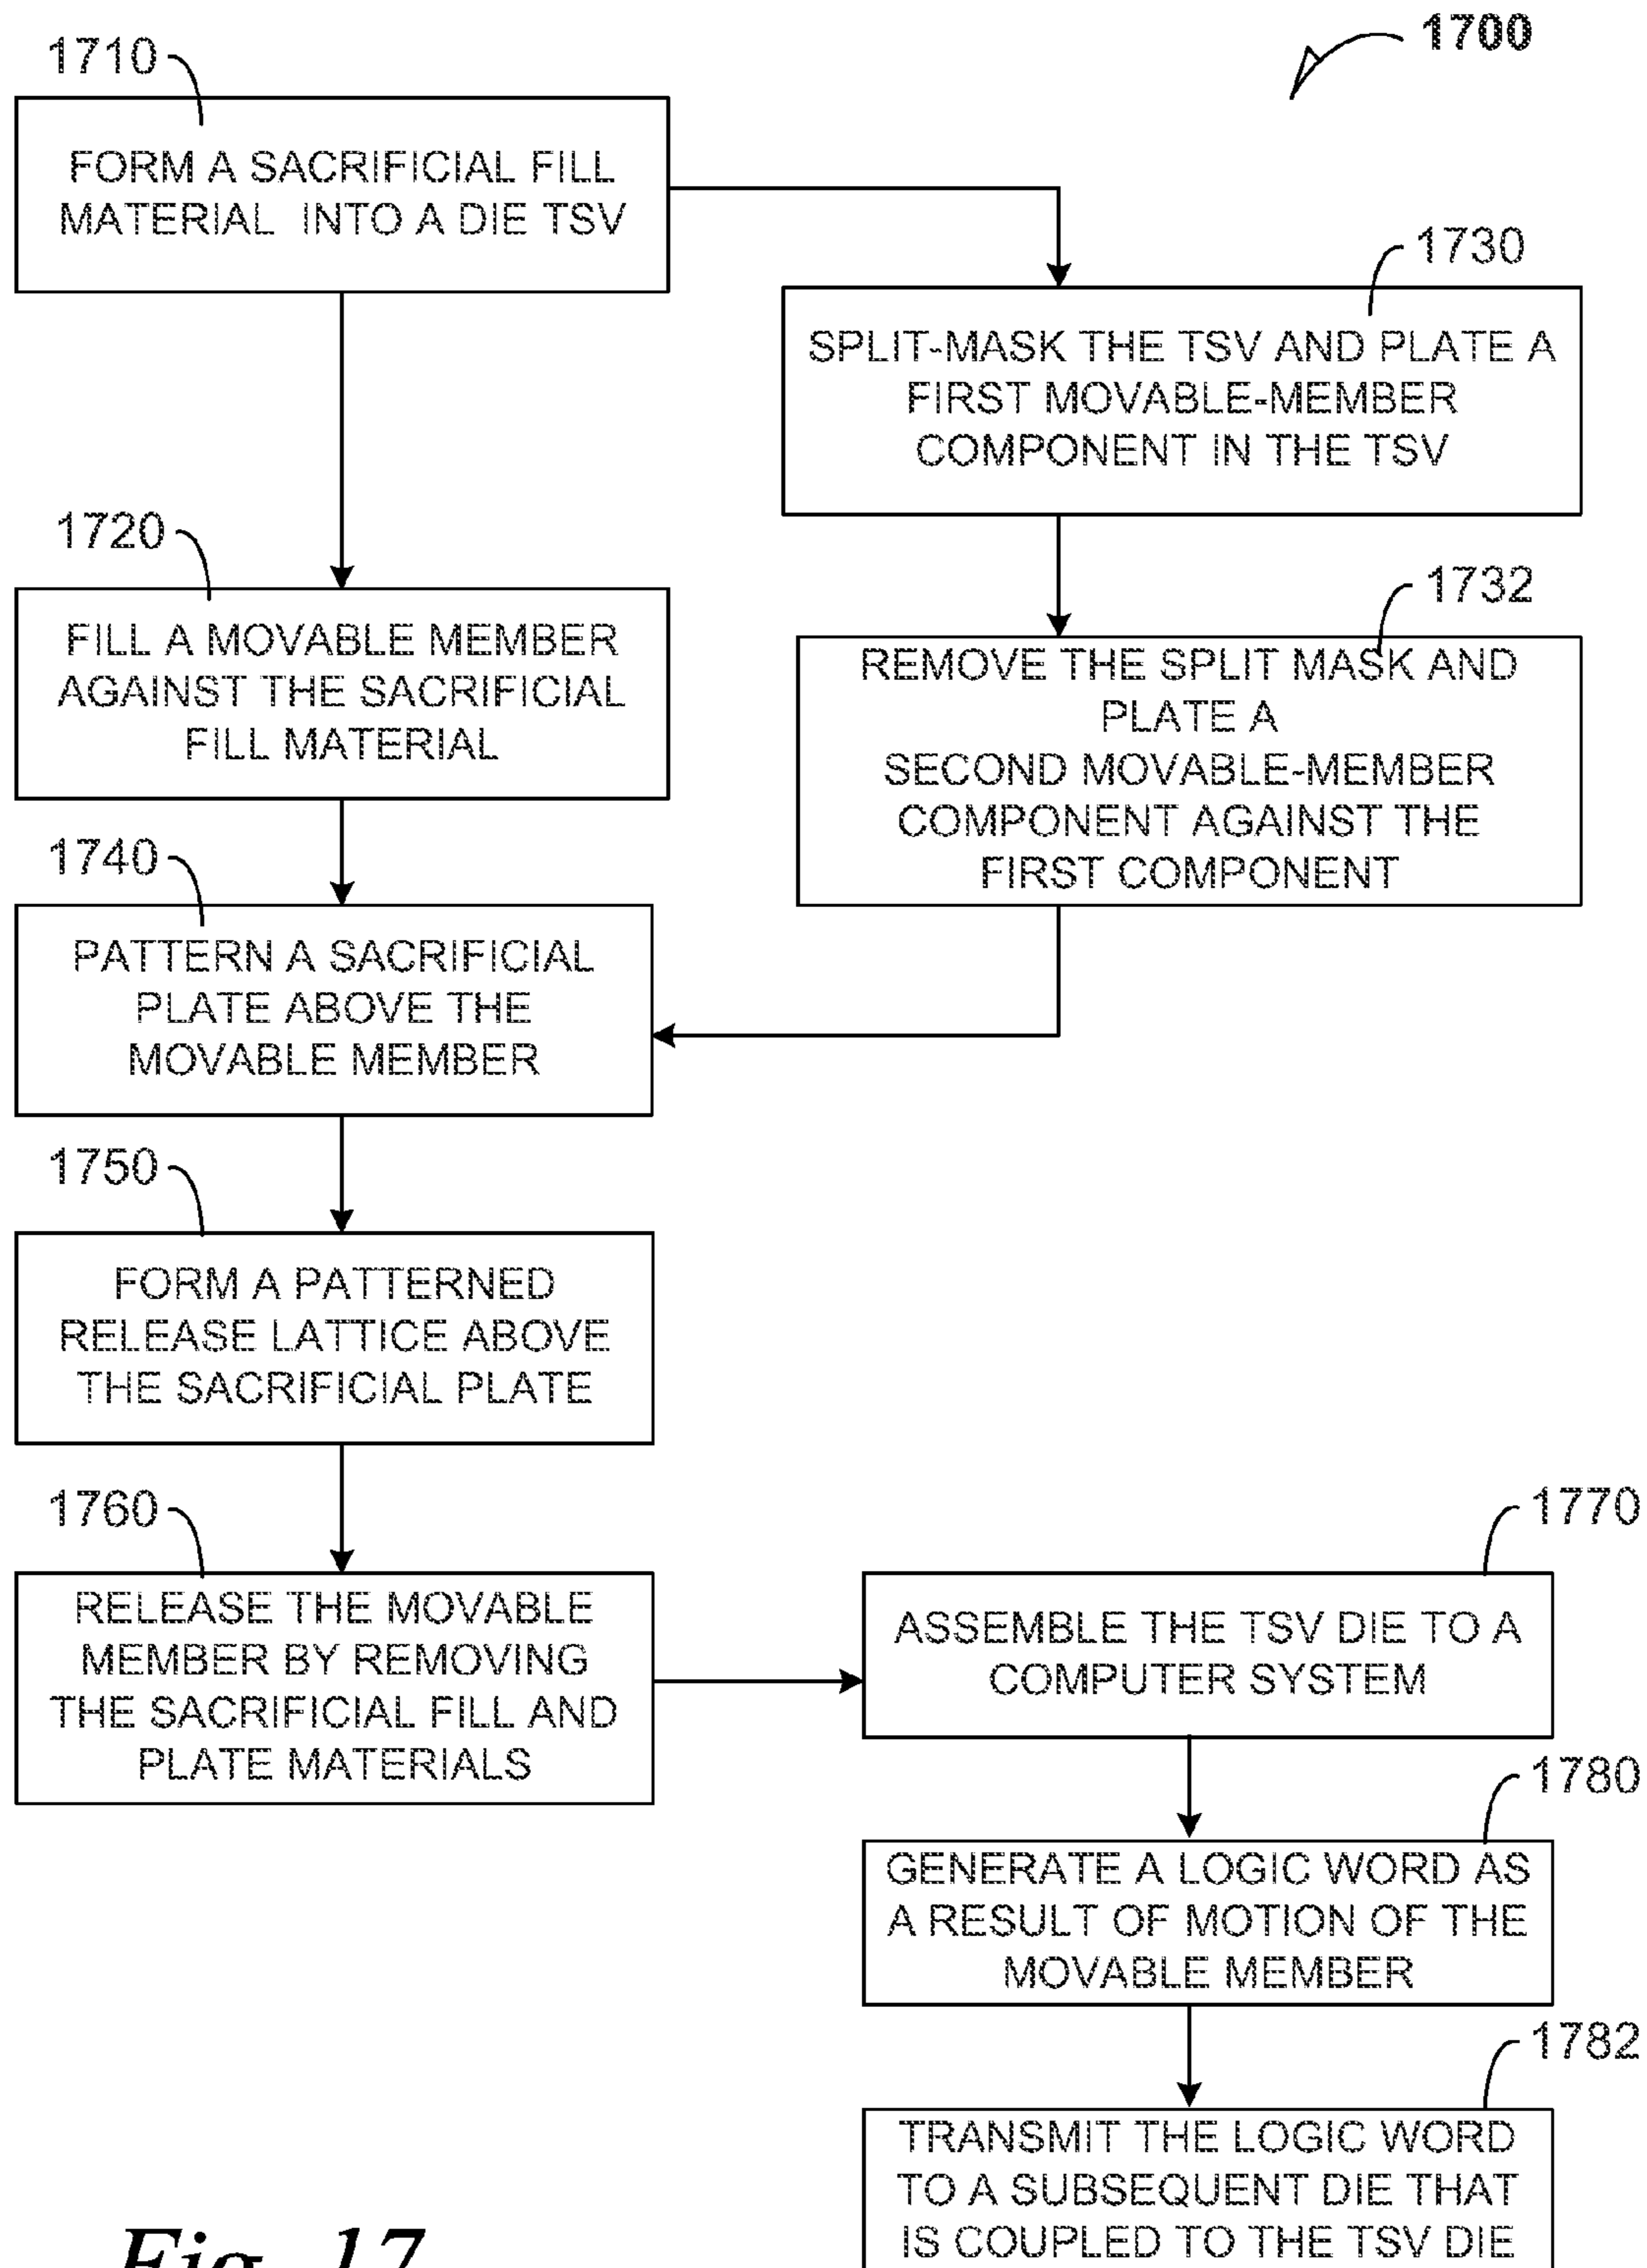 1700
1710
FORM A SACRIFICIAL FILL
MATERIAL INTO A DIE TSV
1730
SPLIT-MASK THE TSV AND PLATE A
FIRST MOVABLE-MEMBER
COMPONENT IN THE TSV
1720
FILL A MOVABLE MEMBER
AGAINST THE SACRIFICIAL
FILL MATERIAL
1732
REMOVE THE SPLIT MASK AND
PLATE A
SECOND MOVABLE-MEMBER
COMPONENT AGAINST THE
FIRST COMPONENT
1740
PATTERN A SACRIFICIAL
PLATE ABOVE THE
MOVABLE MEMBER
1750
FORM A PATTERNED
RELEASE LATTICE ABOVE
THE SACRIFICIAL PLATE
1760
RELEASE THE MOVABLE
MEMBER BY REMOVING
THE SACRIFICIAL FILL AND
PLATE MATERIALS
1770
ASSEMBLE THE TSV DIE TO A
COMPUTER SYSTEM
1780
GENERATE A LOGIC WORD AS
A RESULT OF MOTION OF THE
MOVABLE MEMBER
1782
TRANSMIT THE LOGIC WORD
TO A SUBSEQUENT DIE THAT
IS COUPLED TO THE TSV DIE
Fig. 17